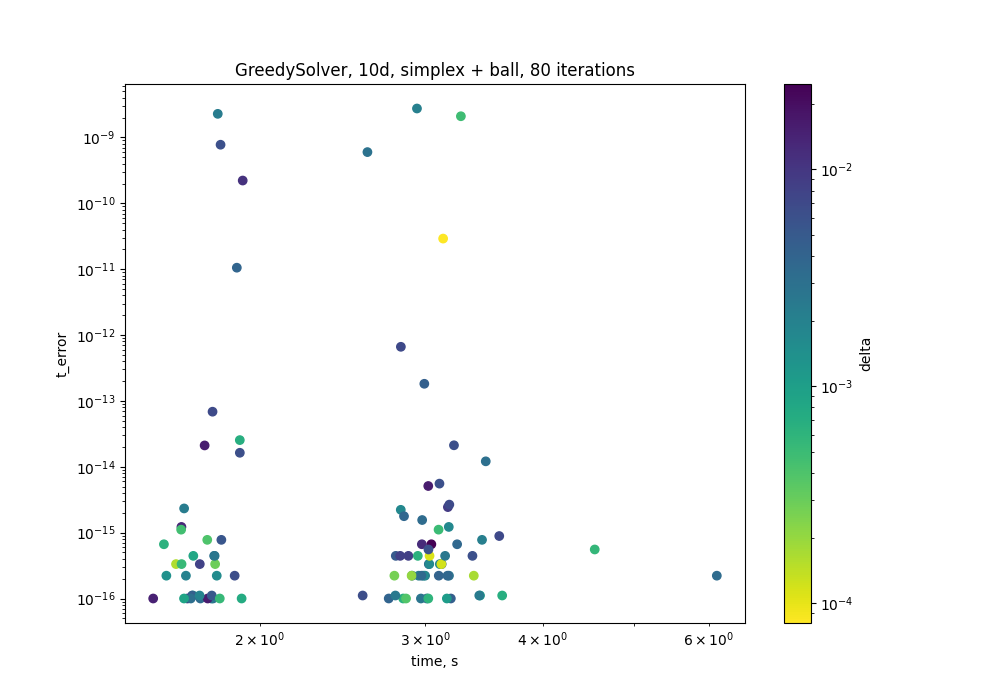 GreedySolver, 10d, simplex + ball, 80 iterations
t_error
10⁻⁹
10⁻¹⁰
10⁻¹¹
10⁻¹²
10⁻¹³
10⁻¹⁴
10⁻¹⁵
10⁻¹⁶
2 × 10⁰
3 × 10⁰
4 × 10⁰
6 × 10⁰
time, s
10⁻²
10⁻³
10⁻⁴
delta